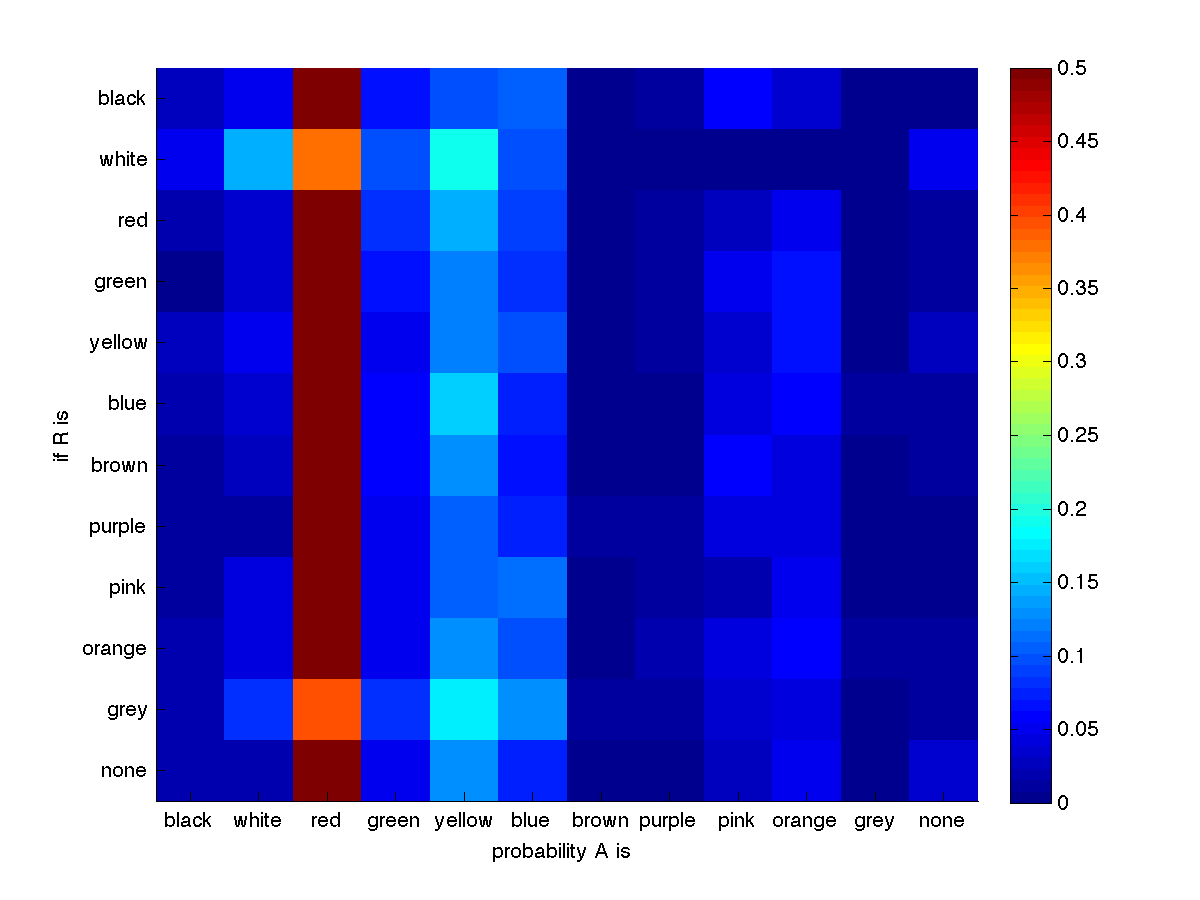 0.5
black
0.45
white
0.4
red
0.35
green
0.3
yellow
0.25
blue
if R is
brown
0.2
purple
0.15
pink
0.1
orange
grey
0.05
none
0
black white red green yellow blue brown purple pink orange grey none
probability A is